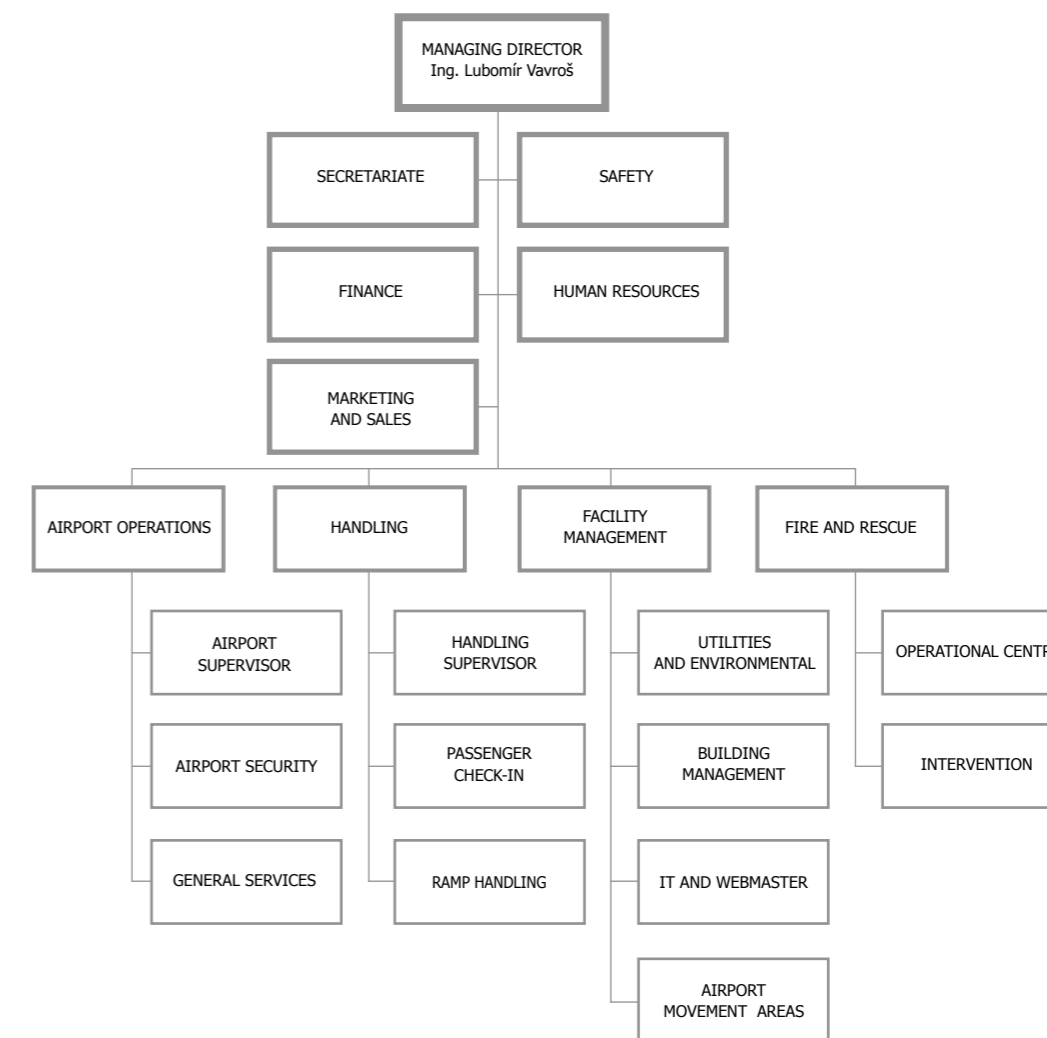 MANAGING DIRECTOR
Ing. Lubomír Vavroš
SECRETARIATE
SAFETY
FINANCE
HUMAN RESOURCES
MARKETING
AND SALES
AIRPORT OPERATIONS
HANDLING
FACILITY
MANAGEMENT
FIRE AND RESCUE
AIRPORT
SUPERVISOR
HANDLING
SUPERVISOR
UTILITIES
AND ENVIRONMENTAL
OPERATIONAL CENTR
AIRPORT SECURITY
PASSENGER
CHECK-IN
BUILDING
MANAGEMENT
INTERVENTION
GENERAL SERVICES
RAMP HANDLING
IT AND WEBMASTER
AIRPORT
MOVEMENT AREAS